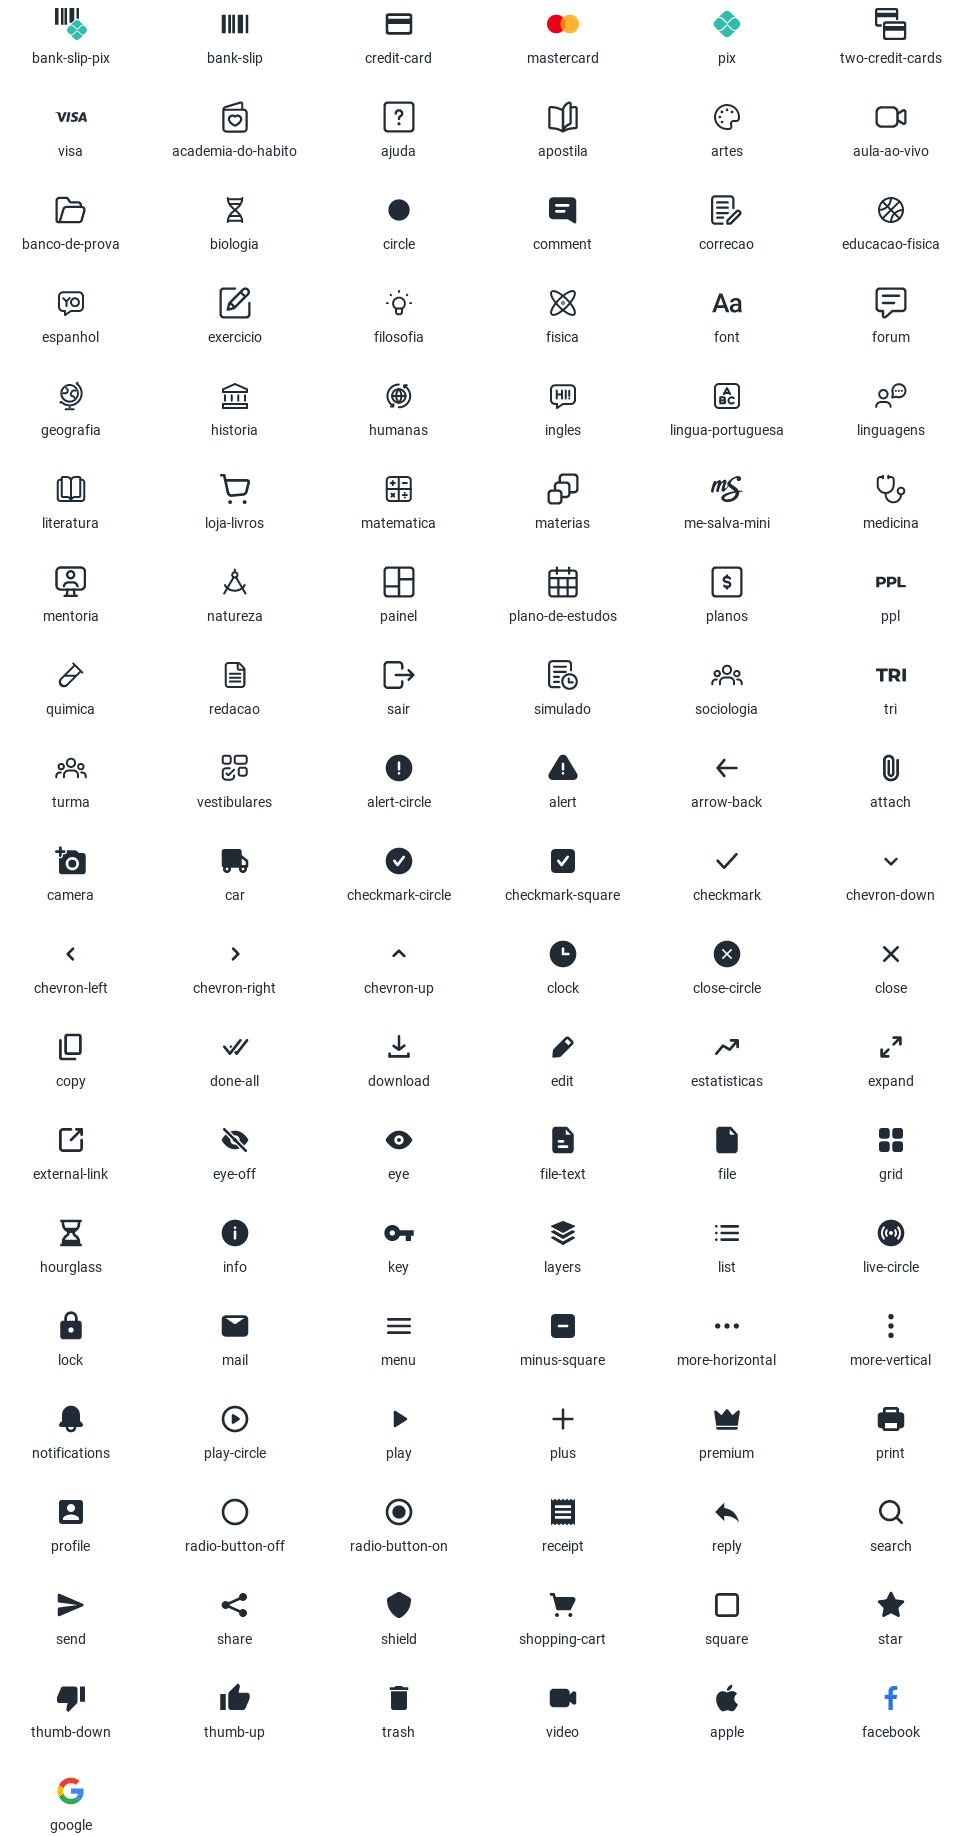 bank-slip-pix bank-slip credit-card mastercard pix two-credit-cards
VISA
visa academia-do-habito ajuda apostila artes aula-ao-vivo
banco-de-prova biologia circle comment correcao educacao-fisica
YO Aa
espanhol exercicio filosofia fisica font forum
HI! A BC
geografia historia humanas ingles lingua-portuguesa linguagens
mS
literatura loja-livros matematica materias me-salva-mini medicina
$ PPL
mentoria natureza painel plano-de-estudos planos ppl
TRI
quimica redacao sair simulado sociologia tri
turma vestibulares alert-circle alert arrow-back attach
camera car checkmark-circle checkmark-square checkmark chevron-down
chevron-left chevron-right chevron-up clock close-circle close
copy done-all download edit estatisticas expand
external-link eye-off eye file-text file grid
hourglass info key layers list live-circle
lock mail menu minus-square more-horizontal more-vertical
notifications play-circle play plus premium print
profile radio-button-off radio-button-on receipt reply search
send share shield shopping-cart square star
thumb-down thumb-up trash video apple facebook
google